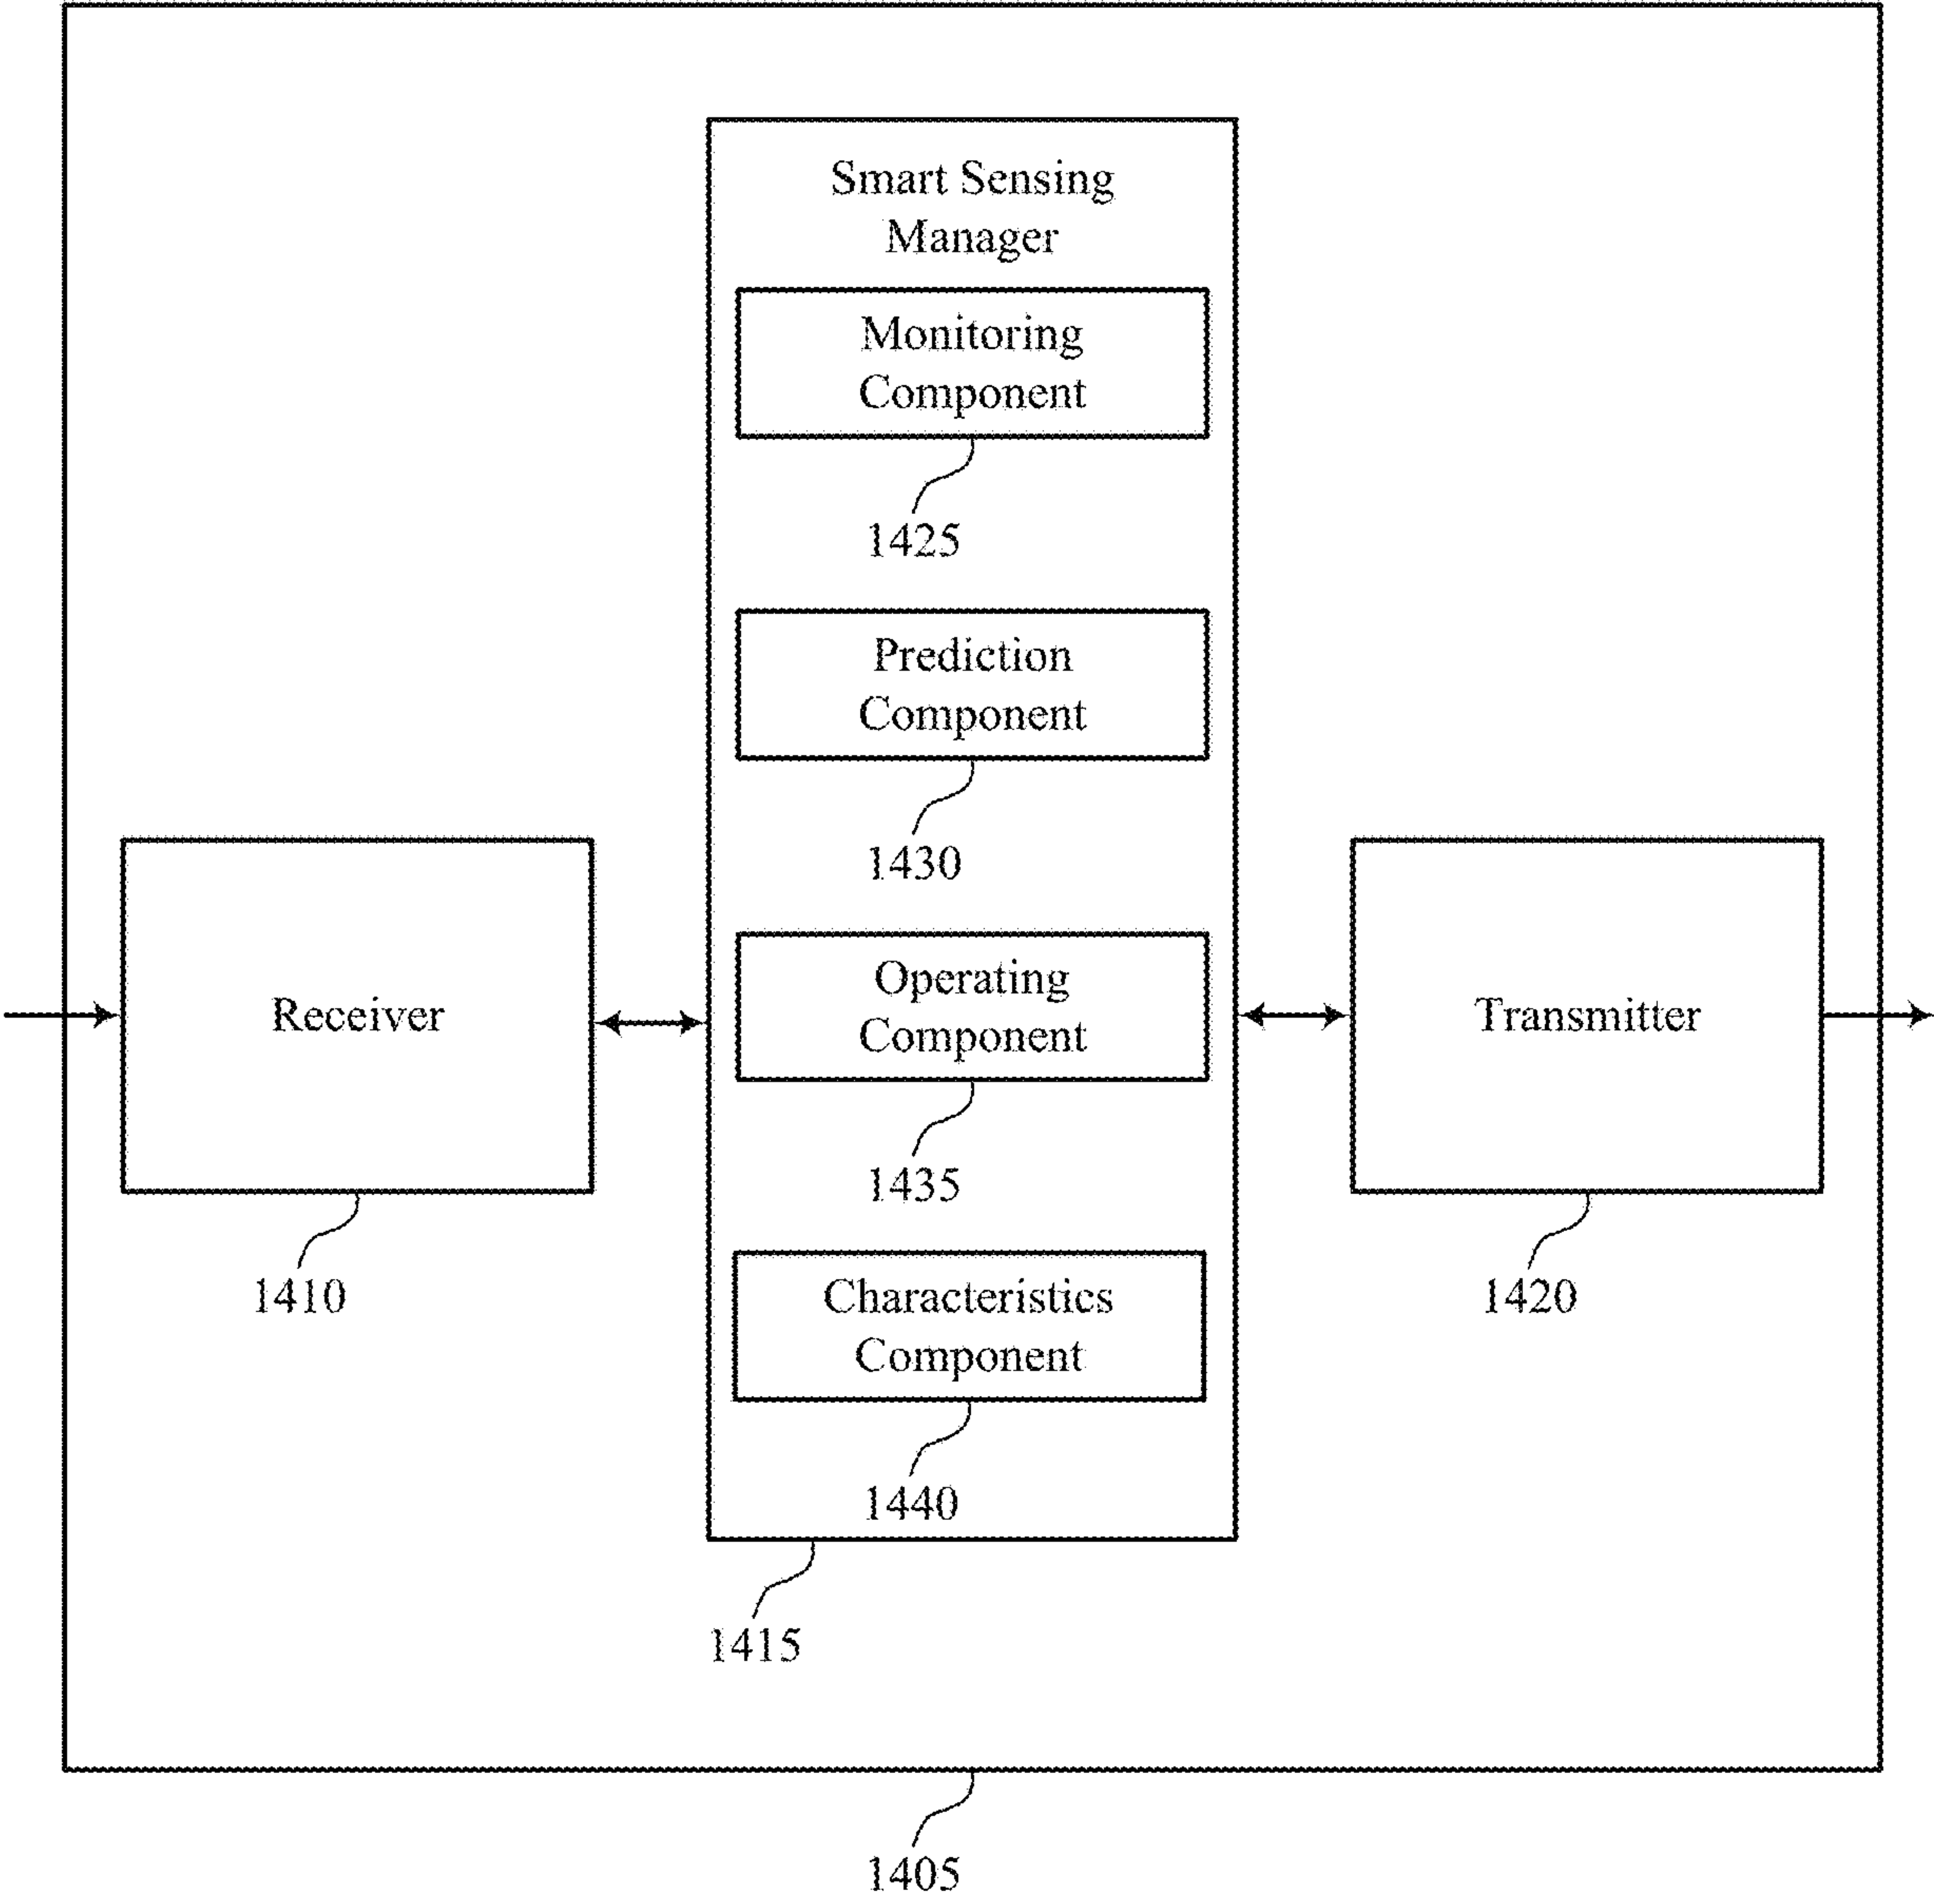 Smart Sensing
Manager
Monitoring
Component
1425
Prediction
Component
1430
Receiver
1410
Operating
Component
1435
Transmitter
1420
Characteristics
Component
1440
1415
1405